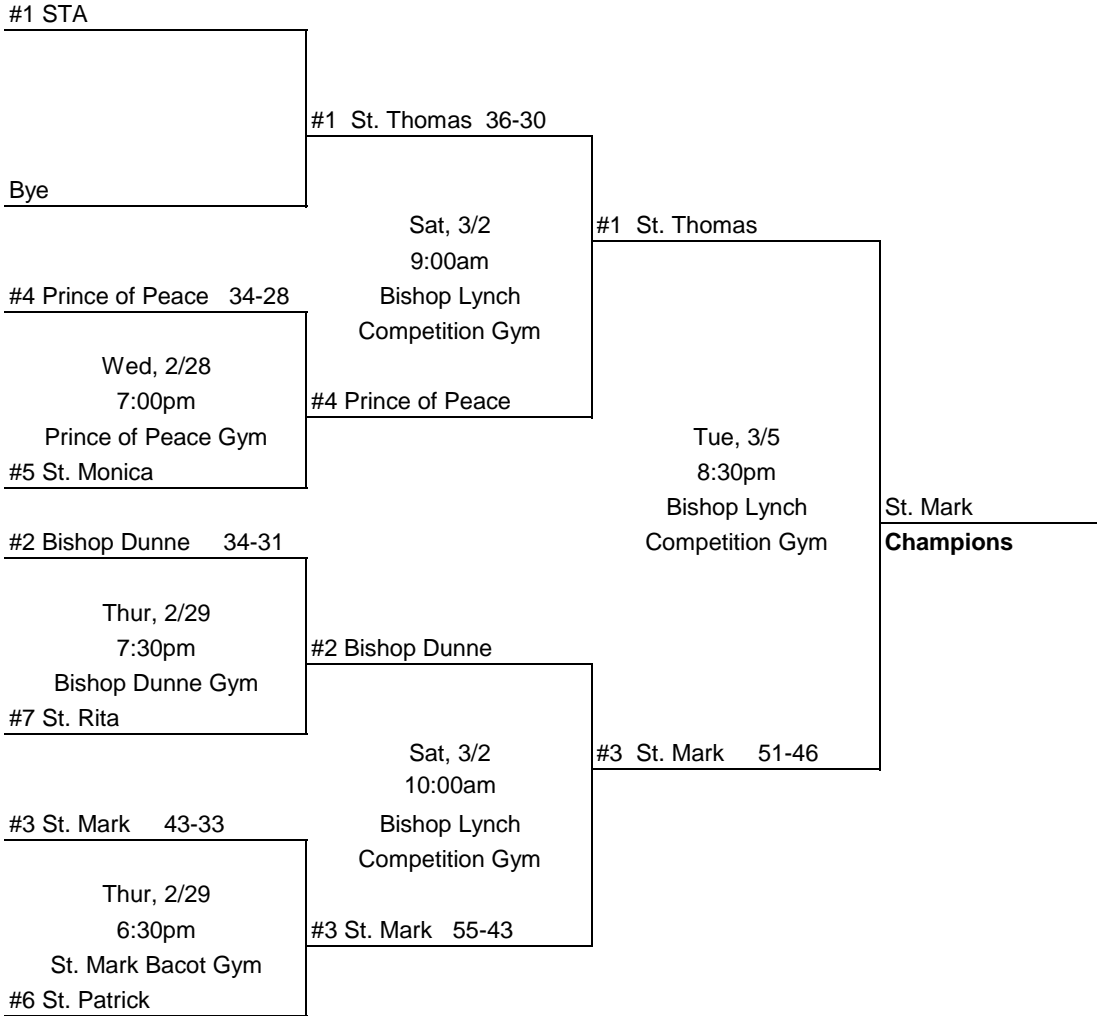 #1 STA
#1 St. Thomas 36-30
Bye
Sat, 3/2
9:00am
Bishop Lynch
Competition Gym
#1 St. Thomas
#4 Prince of Peace 34-28
Wed, 2/28
7:00pm
Prince of Peace Gym
#4 Prince of Peace
#5 St. Monica
Tue, 3/5
8:30pm
Bishop Lynch
Competition Gym
St. Mark
Champions
#2 Bishop Dunne 34-31
Thur, 2/29
7:30pm
Bishop Dunne Gym
#2 Bishop Dunne
#7 St. Rita
Sat, 3/2
10:00am
Bishop Lynch
Competition Gym
#3 St. Mark 51-46
#3 St. Mark 43-33
Thur, 2/29
6:30pm
St. Mark Bacot Gym
#3 St. Mark 55-43
#6 St. Patrick